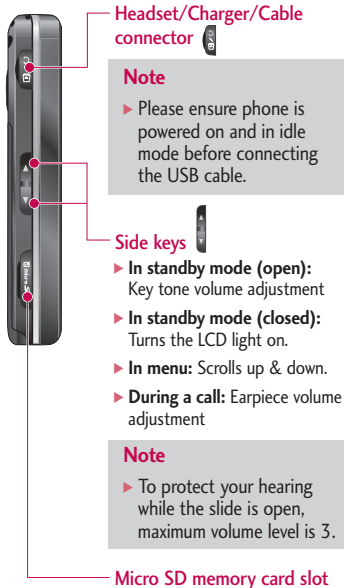 Headset/Charger/Cable
connector
Note
▶ Please ensure phone is
powered on and in idle
mode before connecting
the USB cable.
Side keys
▶ In standby mode (open):
Key tone volume adjustment
▶ In standby mode (closed):
Turns the LCD light on.
▶ In menu: Scrolls up & down.
▶ During a call: Earpiece volume
adjustment
Note
▶ To protect your hearing
while the slide is open,
maximum volume level is 3.
micro SD
Micro SD memory card slot